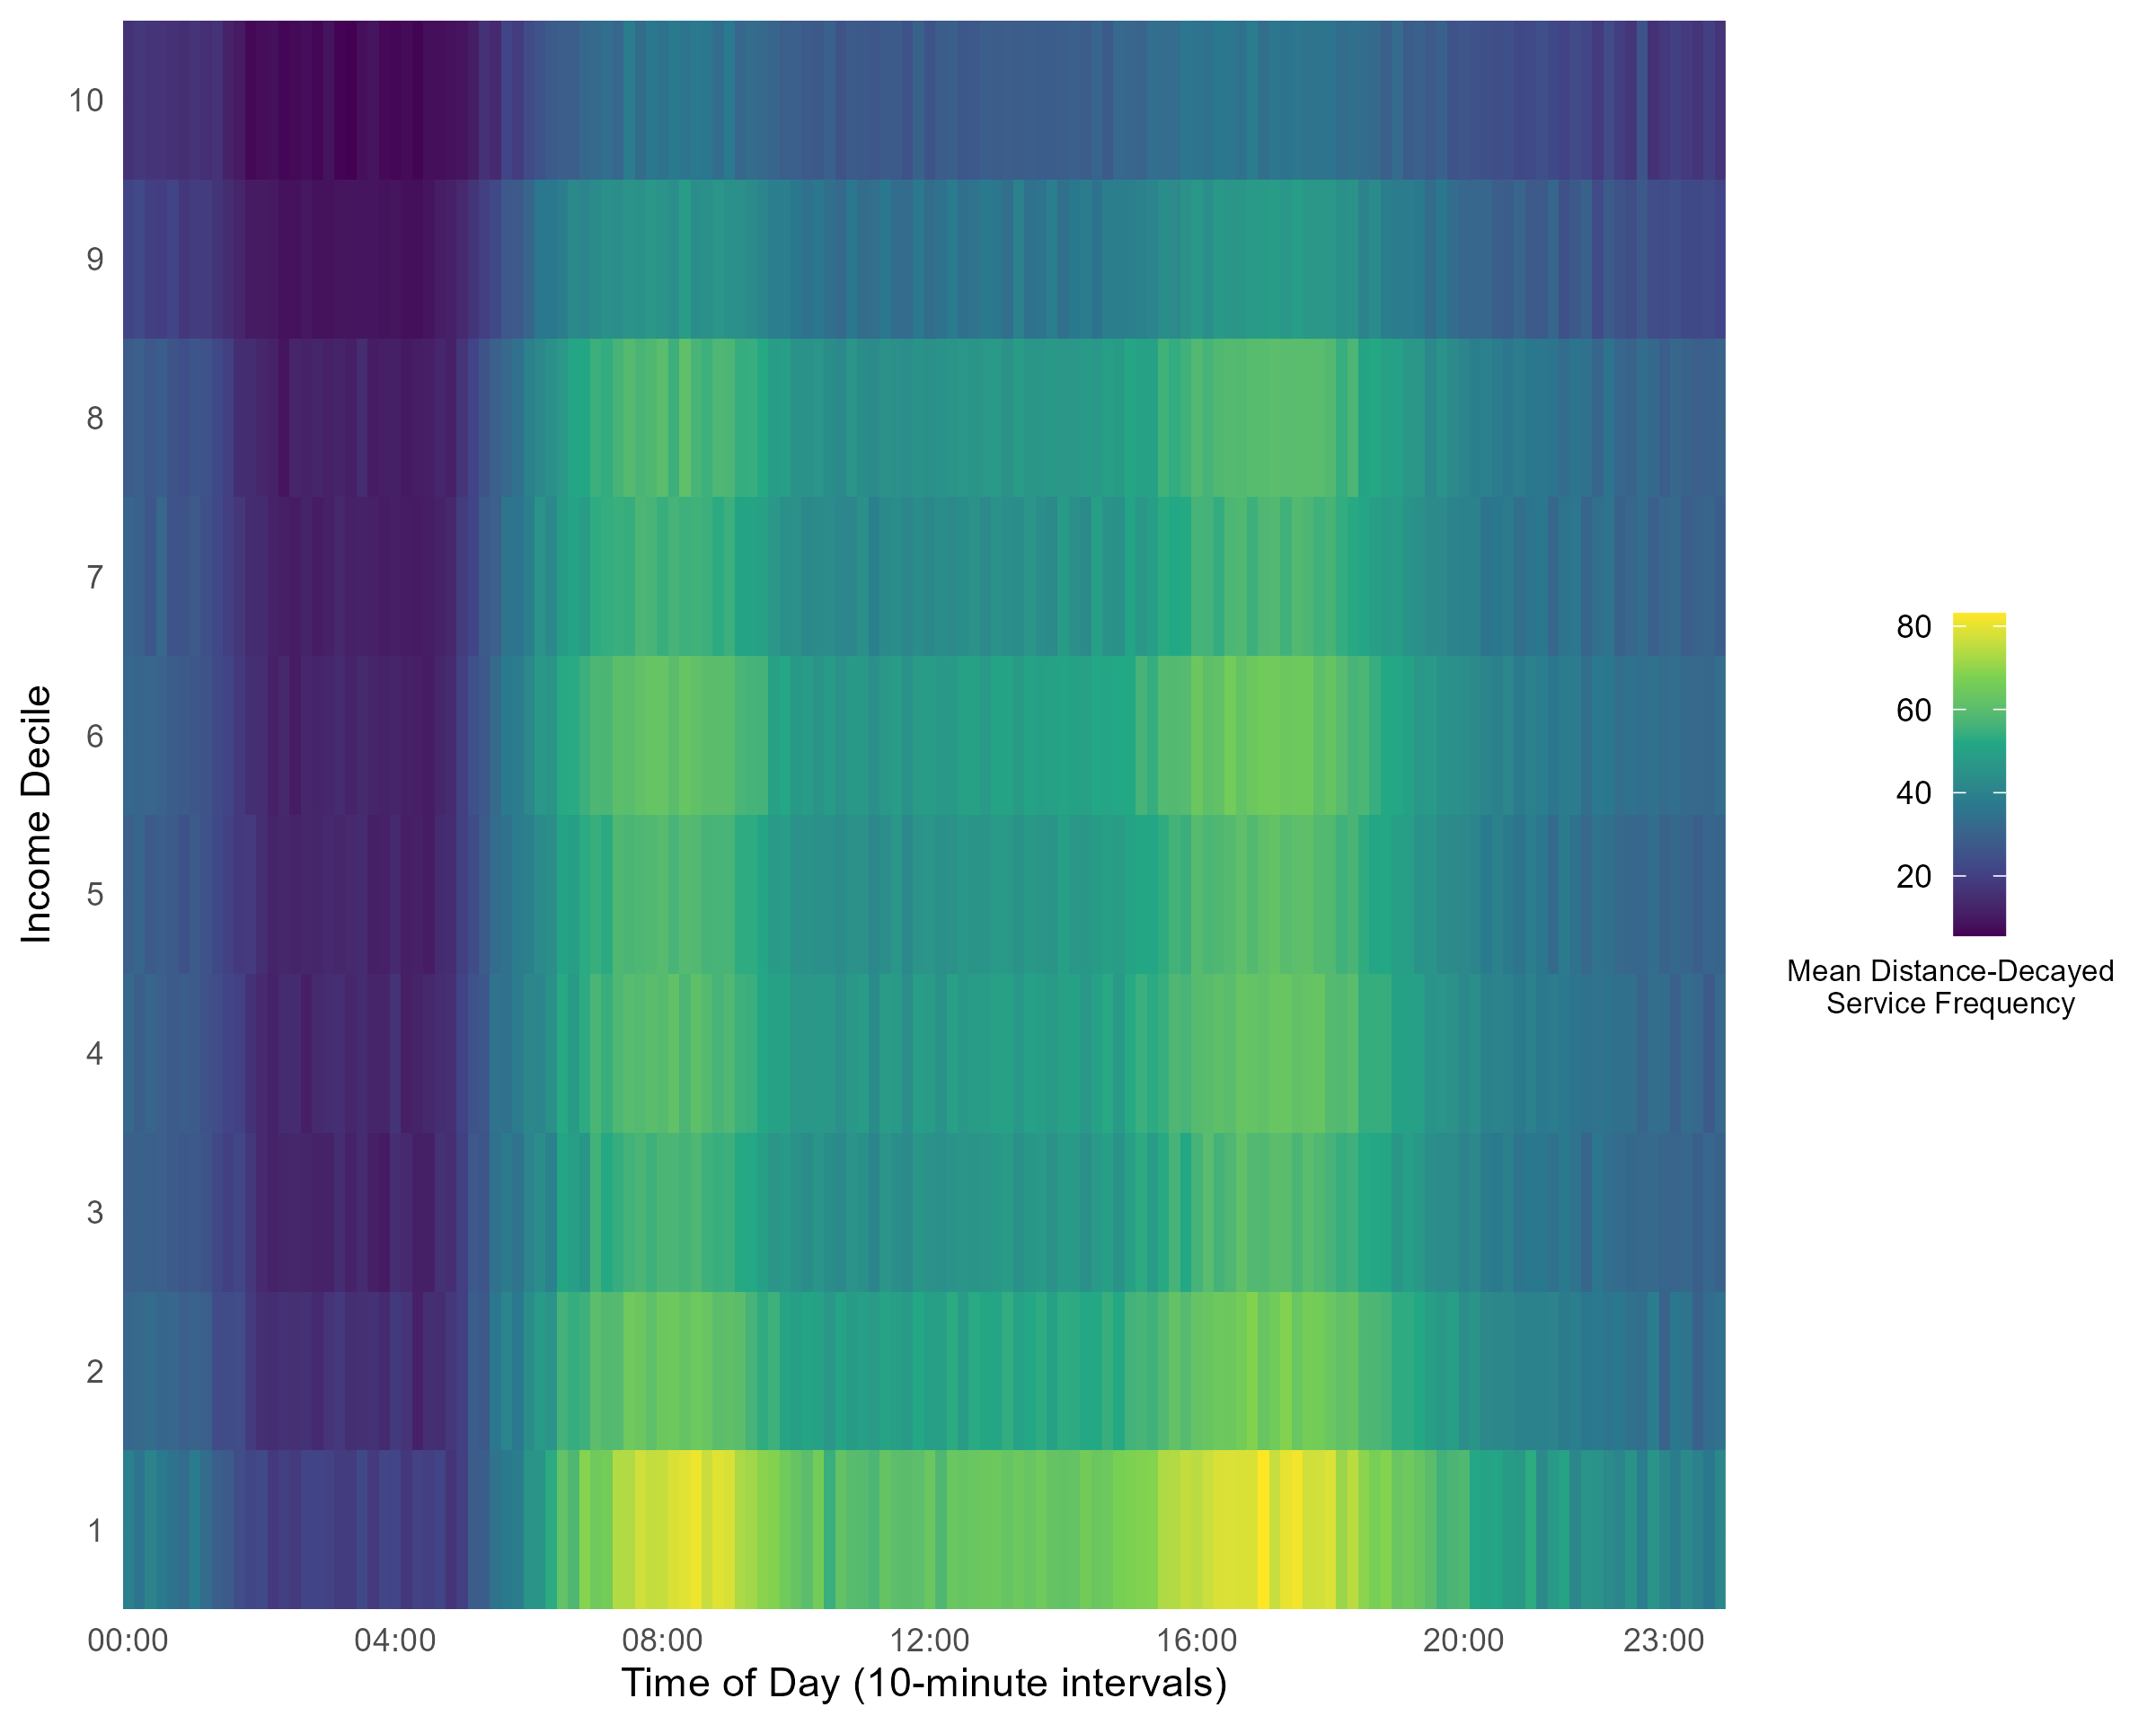 Income Decile
10
9
8
7
6
5
4
3
2
1
00:00 04:00 08:00 12:00 16:00 20:00 23:00
Time of Day (10-minute intervals)
80
60
40
20
Mean Distance-Decayed
Service Frequency